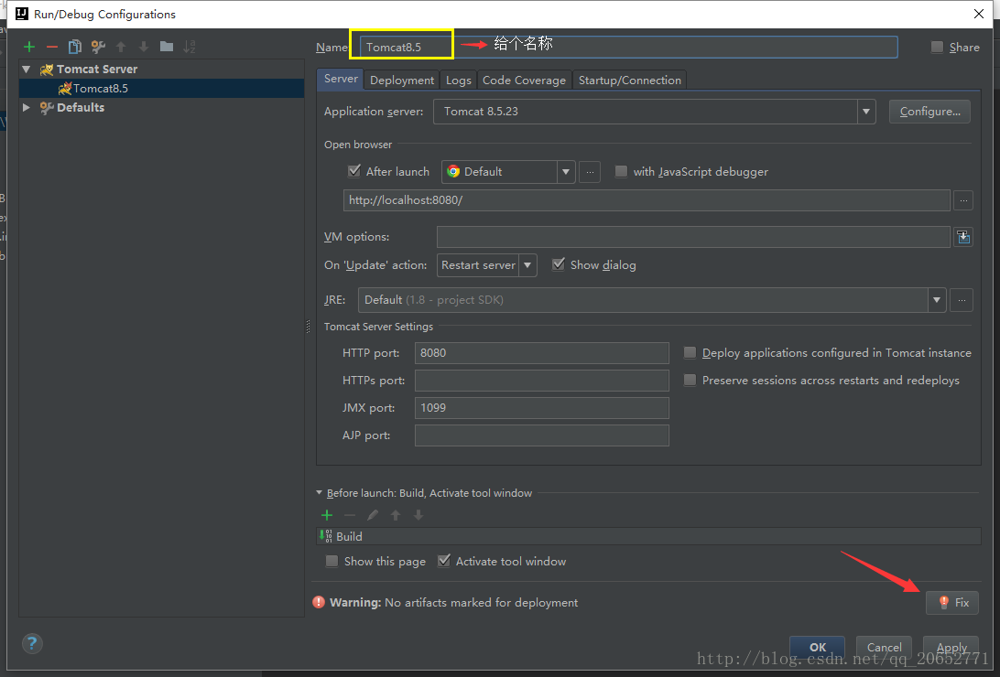 Run/Debug Configurations
Name: Tomcat8.5 给个名称 Share
Tomcat Server
Tomcat8.5
Defaults
Server Deployment Logs Code Coverage Startup/Connection
Application server: Tomcat 8.5.23 Configure...
Open browser
After launch Default ... with JavaScript debugger
http://localhost:8080/ ...
VM options:
On 'Update' action: Restart server Show dialog
JRE: Default (1.8 - project SDK) ...
Tomcat Server Settings
HTTP port: 8080 Deploy applications configured in Tomcat instance
HTTPs port: Preserve sessions across restarts and redeploys
JMX port: 1099
AJP port:
Before launch: Build, Activate tool window
Build
Show this page Activate tool window
Warning: No artifacts marked for deployment Fix
? OK Cancel Apply
http://blog.csdn.net/qq_20652771